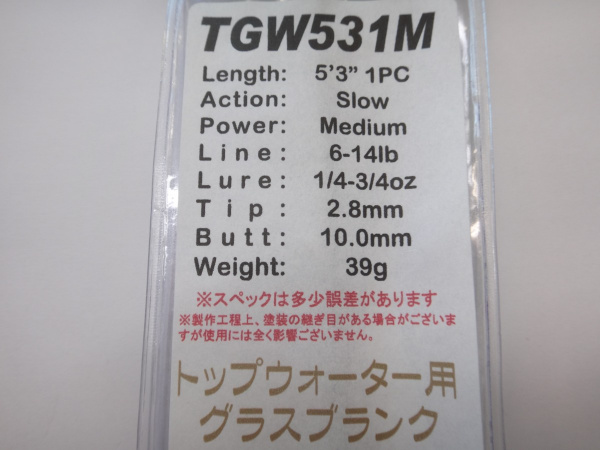 TGW531M
Length: 5'3" 1PC
Action: Slow
Power: Medium
Line: 6-14lb
Lure: 1/4-3/4oz
Tip: 2.8mm
Butt: 10.0mm
Weight: 39g
※スペックは多少誤差があります
※製作工程上、塗装の継ぎ目がある場合がございま
すが使用には全く影響ございません。
トップウォーター用
グラスブランク